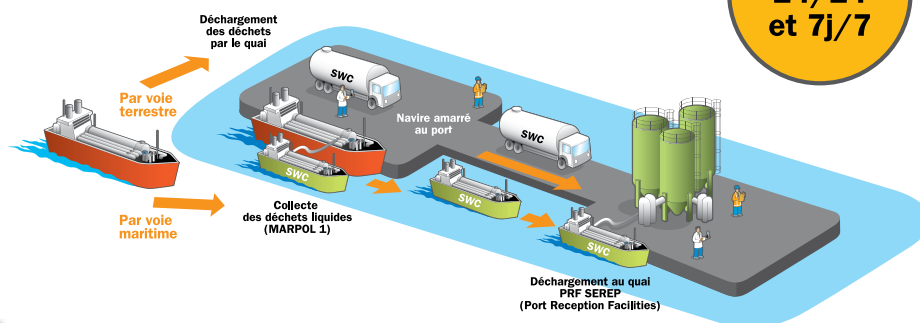 Déchargement
des déchets
par le quai
et 7j/7
SWC
Par voie
terrestre
Navire amarré
au port
SWC
Par voie
maritime
SWC
Collecte
des déchets liquides
(MARPOL 1)
SWC
SWC
Déchargement au quai
PRF SEREP
(Port Reception Facilities)